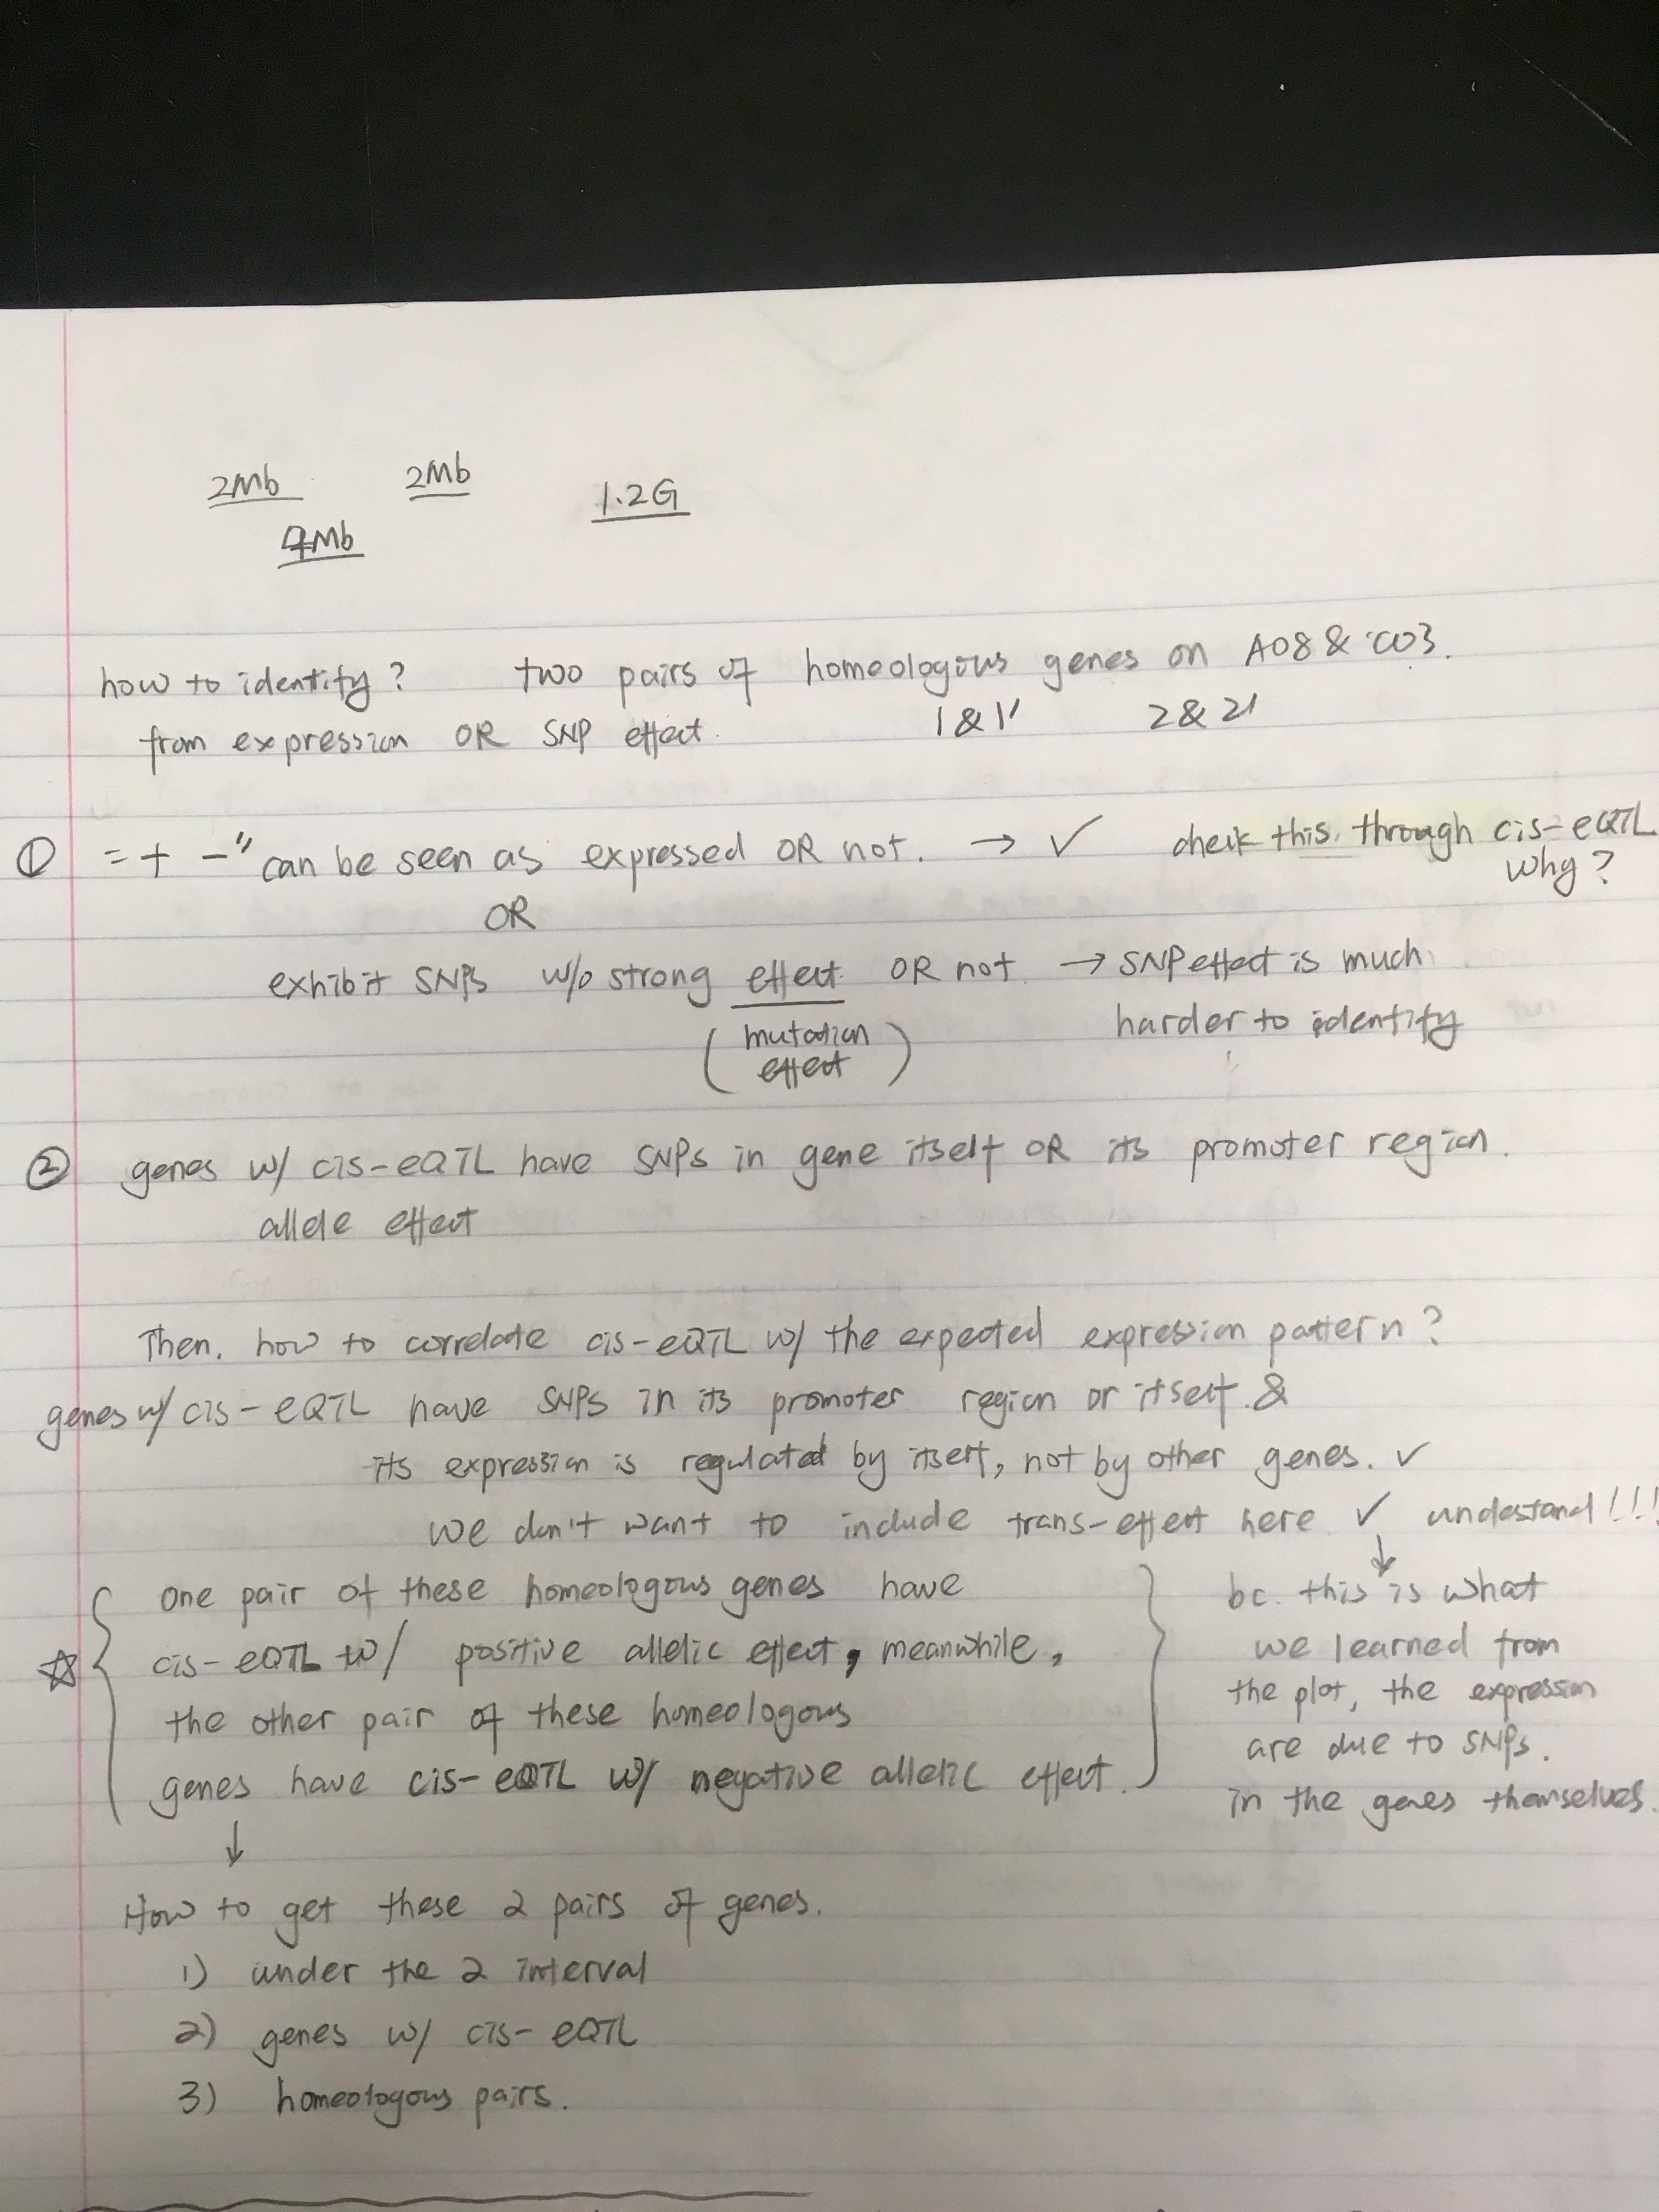 2Mb 2Mb 1.2G
4Mb
how to identify? two pairs of homeologous genes on A08 & C03.
from expression OR SNP effect. 1 & 1' 2 & 2'
① "+ -" can be seen as expressed OR not. → ✓ check this through cis-eQTL
OR why?
exhibit SNPs w/o strong effect OR not → SNP effect is much
(mutation effect) harder to identify
② genes w/ cis-eQTL have SNPs in gene itself OR its promoter region.
allele effect
Then. how to correlate cis-eQTL w/ the expected expression pattern?
genes w/ cis-eQTL have SNPs in its promoter region or itself &
its expression is regulated by itself, not by other genes. ✓
we don't want to include trans-effect here ✓ undestand!!!
↓
☆ { one pair of these homeologous genes have
cis-eQTL w/ positive allelic effect, meanwhile,
the other pair of these homeologous
genes have cis-eQTL w/ negative allelic effect. }
bc. this is what
we learned from
the plot, the expression
are due to SNPs.
in the genes themselves.
↓
How to get these 2 pairs of genes.
1) under the 2 interval
2) genes w/ cis-eQTL
3) homeologous pairs.